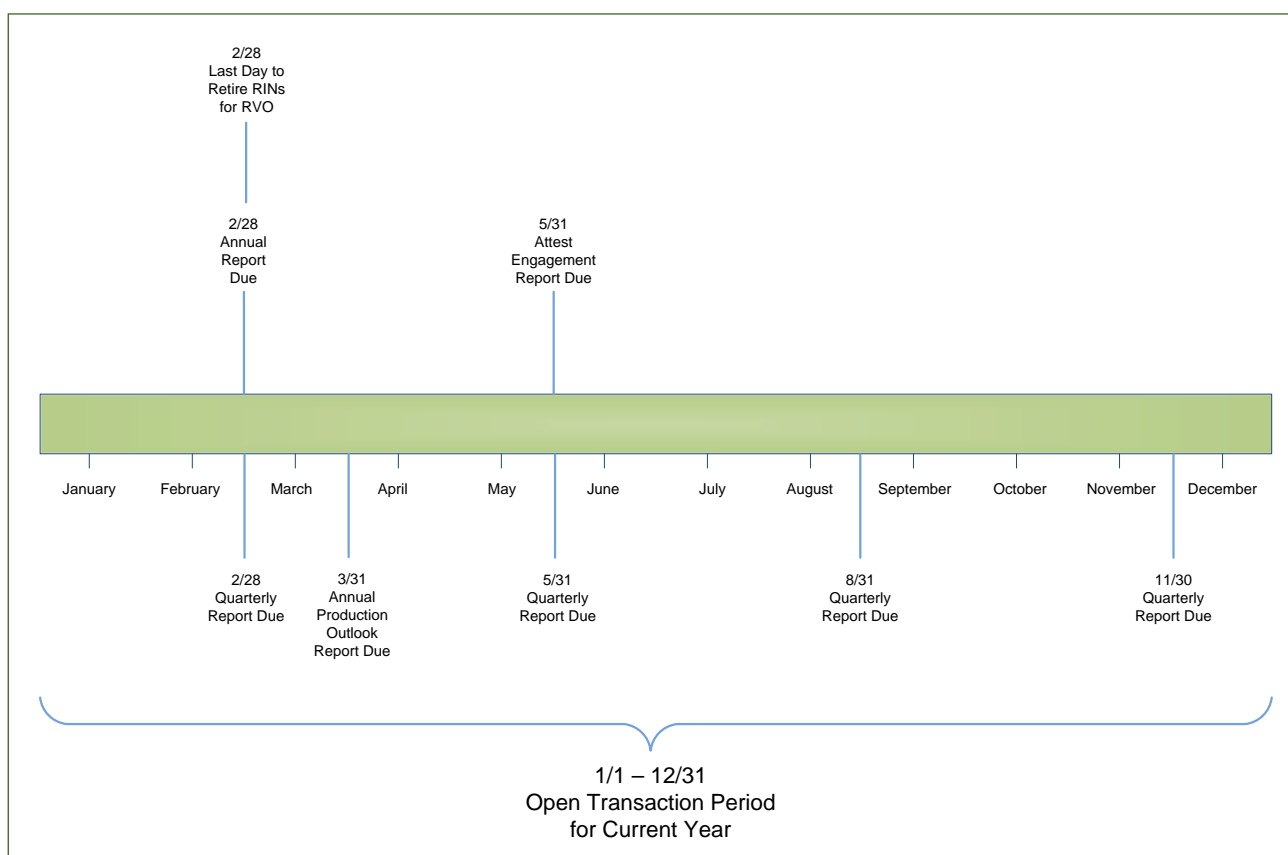 2/28
Last Day to
Retire RINs
for RVO
2/28
Annual
Report
Due
5/31
Attest
Engagement
Report Due
January
February
March
April
May
June
July
August
September
October
November
December
2/28
Quarterly
Report Due
3/31
Annual
Production
Outlook
Report Due
5/31
Quarterly
Report Due
8/31
Quarterly
Report Due
11/30
Quarterly
Report Due
1/1 – 12/31
Open Transaction Period
for Current Year